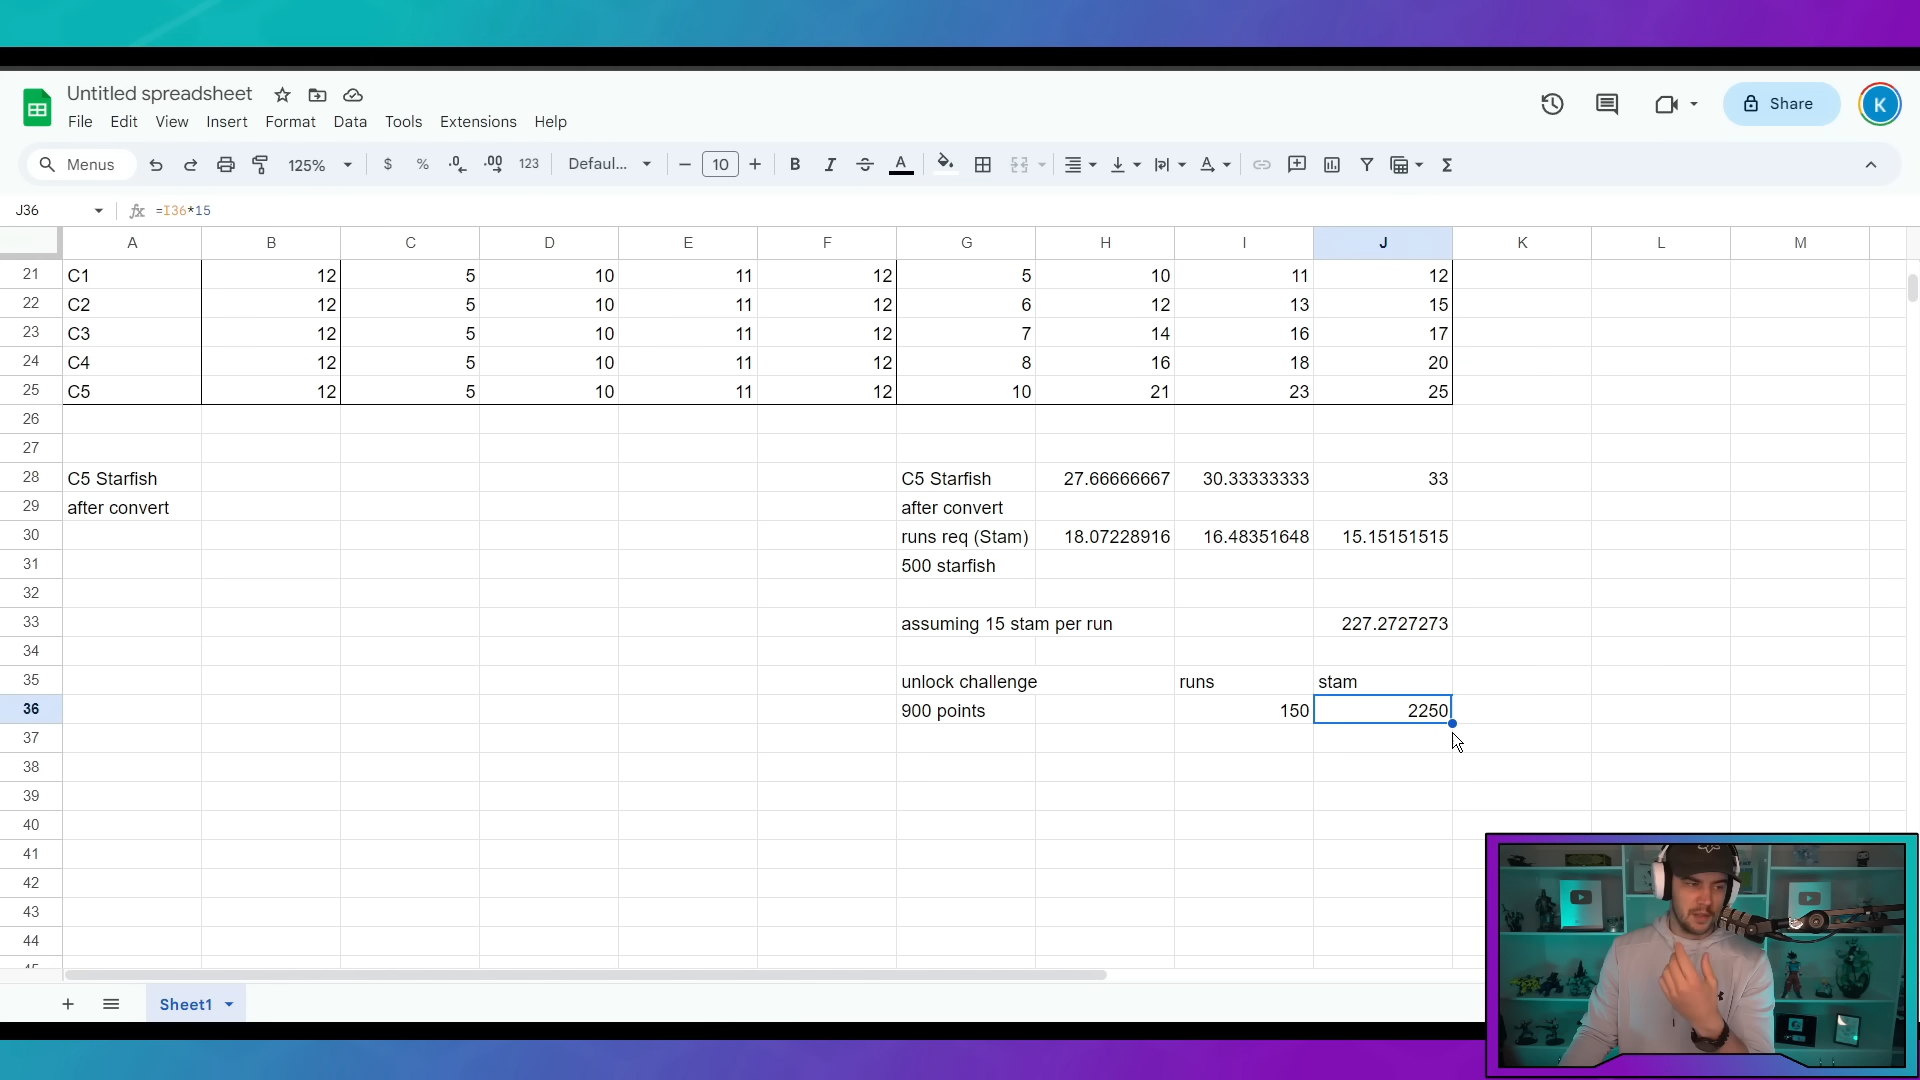 Untitled spreadsheet
File Edit View Insert Format Data Tools Extensions Help
Share
K
Menus 125% $ % .0 .00 123 Defaul... 10 B I A
J36 =I36*15
A B C D E F G H I J K L M
21 C1 12 5 10 11 12 5 10 11 12
22 C2 12 5 10 11 12 6 12 13 15
23 C3 12 5 10 11 12 7 14 16 17
24 C4 12 5 10 11 12 8 16 18 20
25 C5 12 5 10 11 12 10 21 23 25
26
27
28 C5 Starfish C5 Starfish 27.66666667 30.33333333 33
29 after convert after convert
30 runs req (Stam) 18.07228916 16.48351648 15.15151515
31 500 starfish
32
33 assuming 15 stam per run 227.2727273
34
35 unlock challenge runs stam
36 900 points 150 2250
37
38
39
40
41
42
43
44
Sheet1